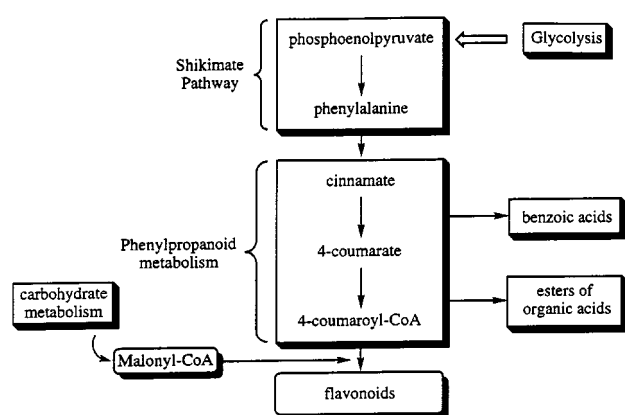 phosphoenolpyruvate
Glycolysis
Shikimate
Pathway
phenylalanine
cinnamate
benzoic acids
Phenylpropanoid
metabolism
4-coumarate
carbohydrate
metabolism
esters of
organic acids
4-coumaroyl-CoA
Malonyl-CoA
flavonoids